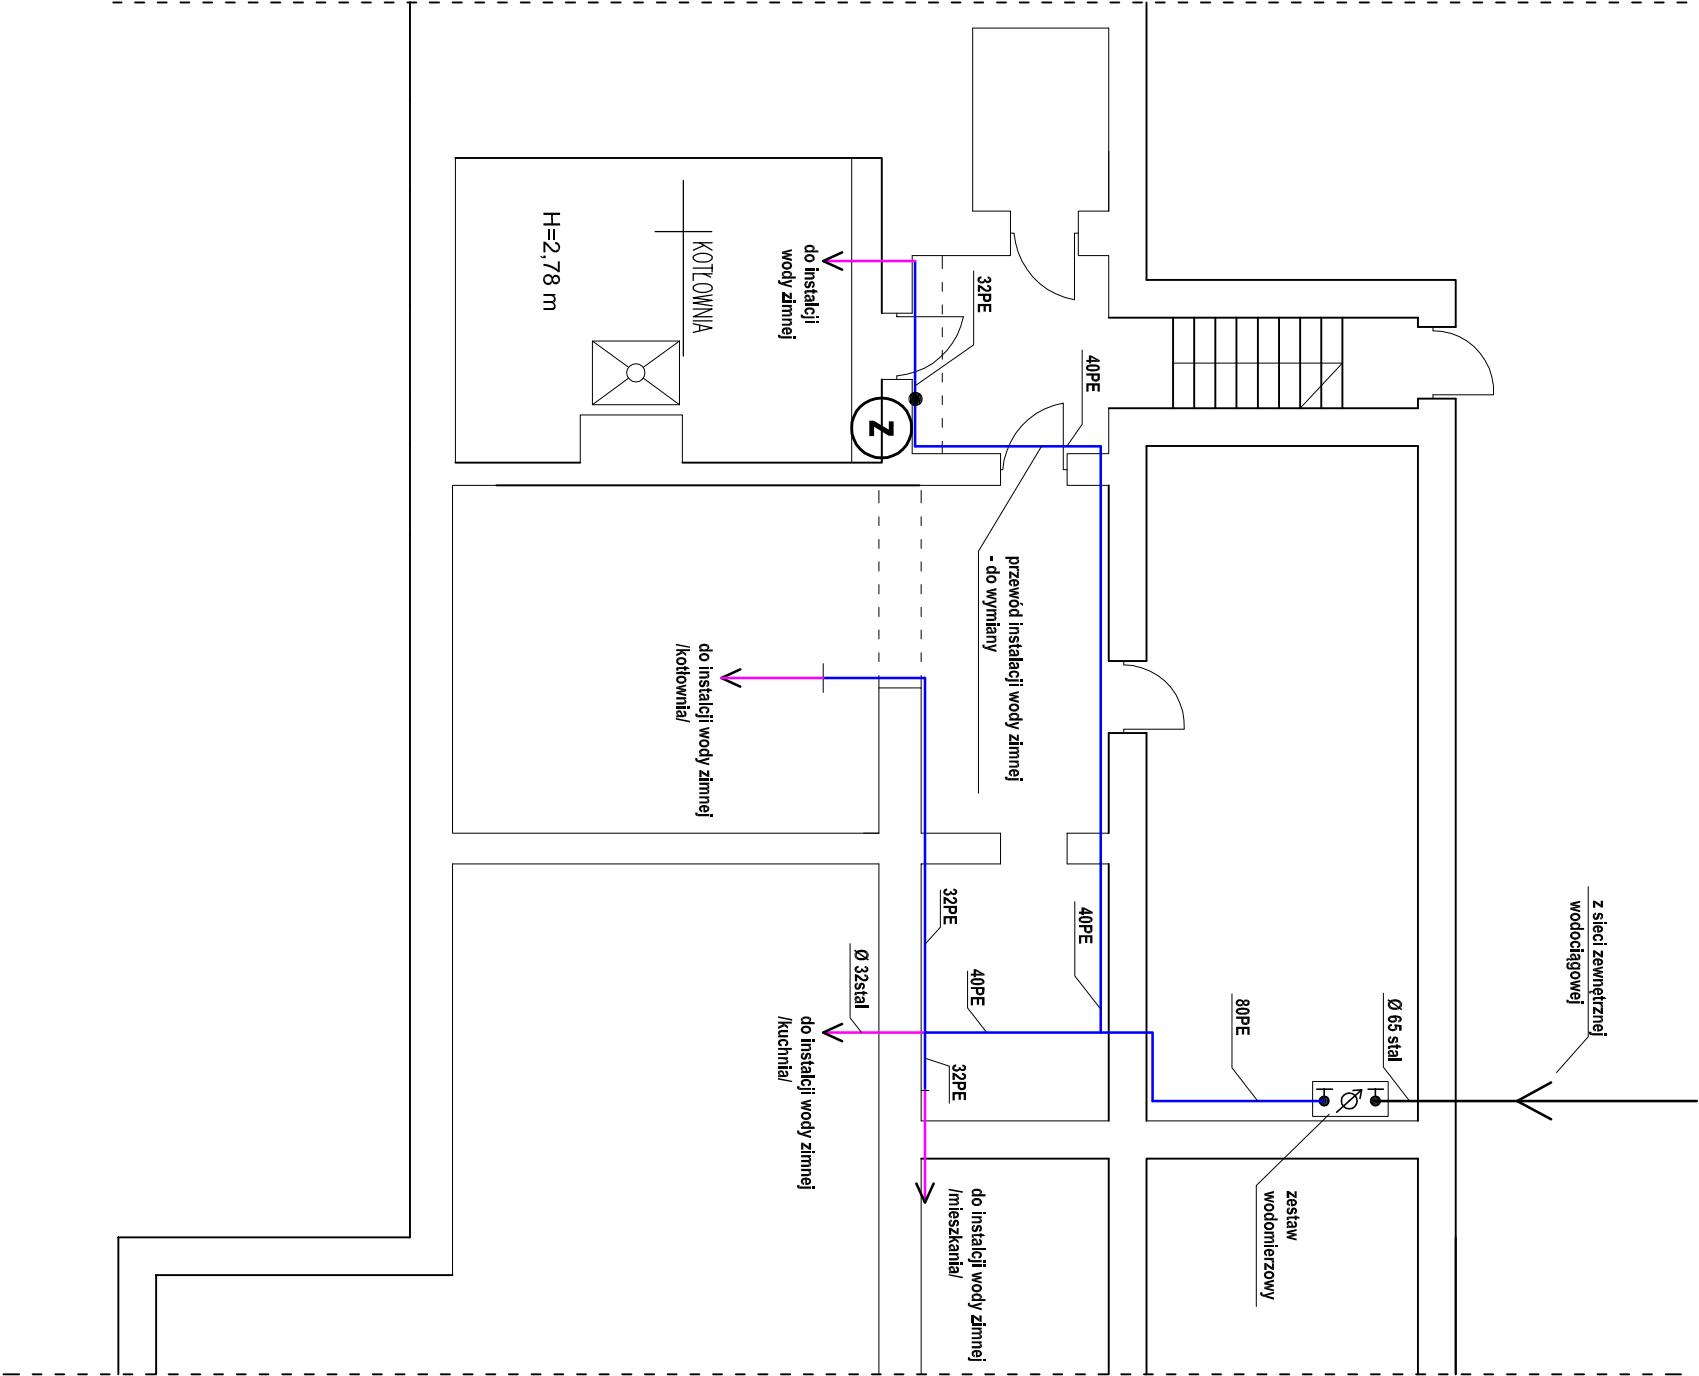 z sieci zewnętrznej
wodociągowej
Ø 65 stal
80PE
zestaw
wodomierzowy
40PE
40PE
przewód instalacji wody zimnej
- do wymiany
32PE
40PE
32PE
32PE
do instalcji wody zimnej
/mieszkania/
Ø 32stal
do instalcji
wody zimnej
do instalcji wody zimnej
/kuchnia/
KOTŁOWNIA
do instalcji wody zimnej
/kotłownia/
H=2,78 m
Z